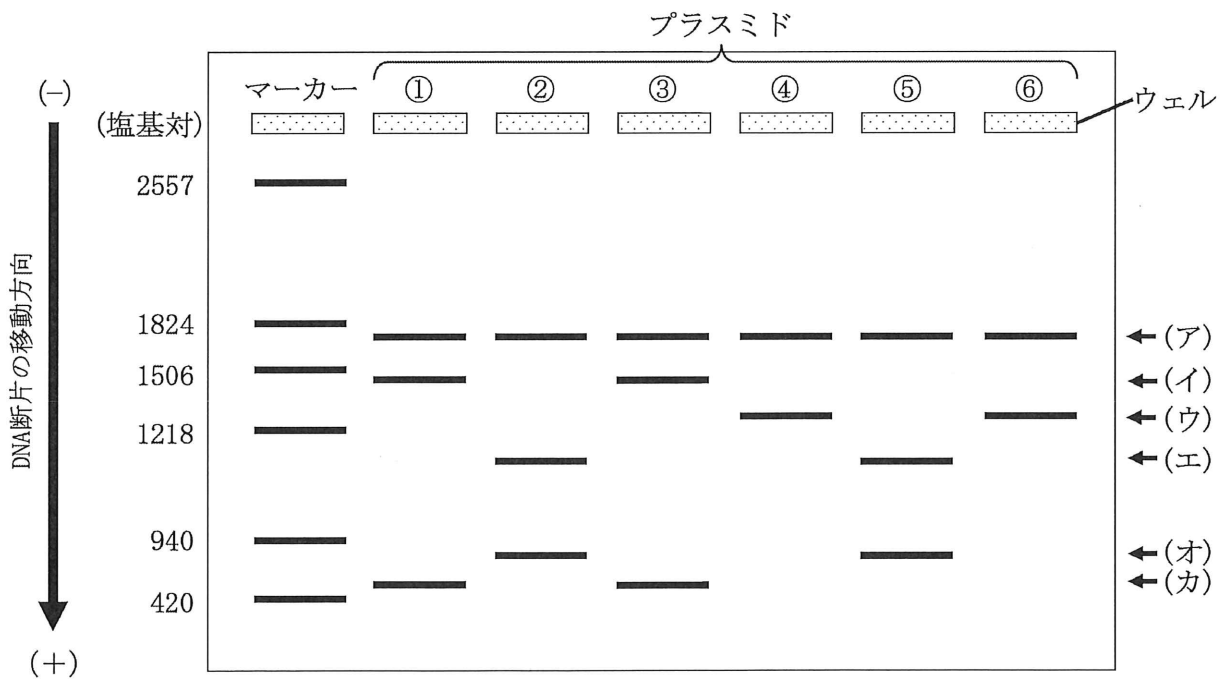 プラスミド
(−)
マーカー ① ② ③ ④ ⑤ ⑥
ウェル
(塩基対)
2557
DNA断片の移動方向
1824
(ア)
1506
(イ)
(ウ)
1218
(エ)
940
(オ)
(カ)
420
(+)